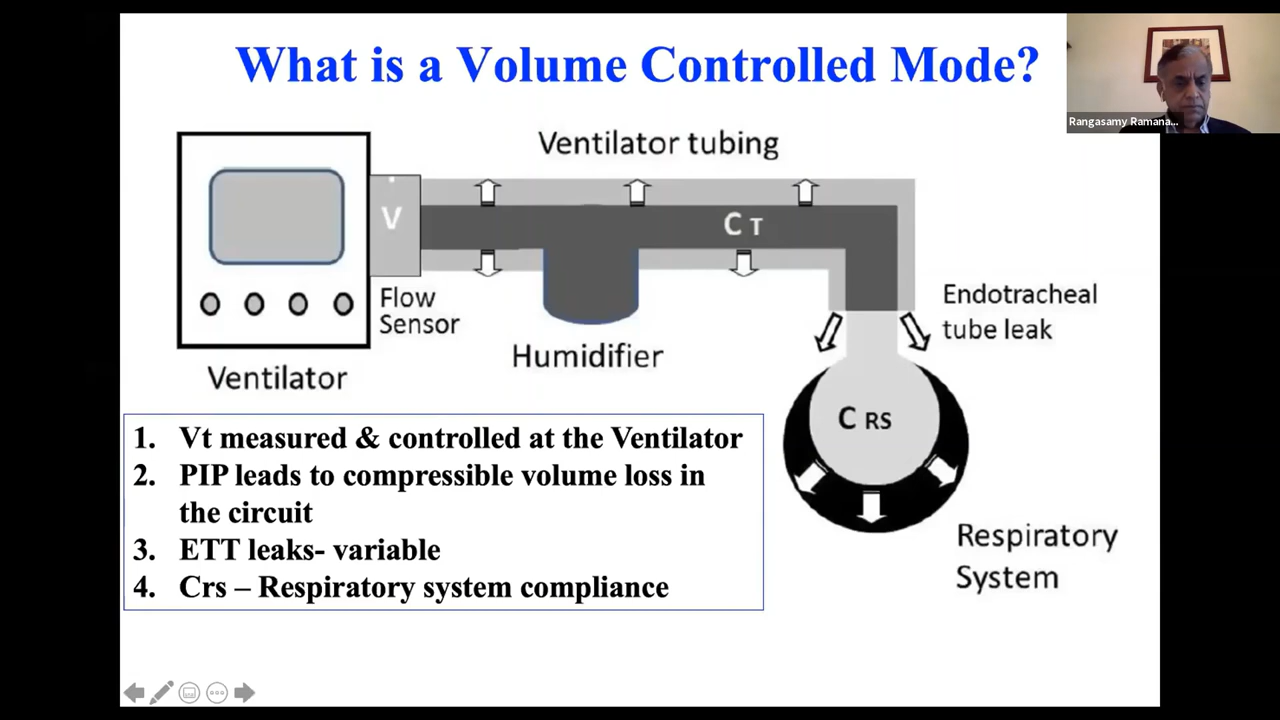 What is a Volume Controlled Mode?
Rangasamy Ramana...
Ventilator tubing
V
C T
Flow
Sensor
Endotracheal
tube leak
Humidifier
Ventilator
C RS
1. Vt measured & controlled at the Ventilator
2. PIP leads to compressible volume loss in
the circuit
3. ETT leaks- variable
4. Crs – Respiratory system compliance
Respiratory
System